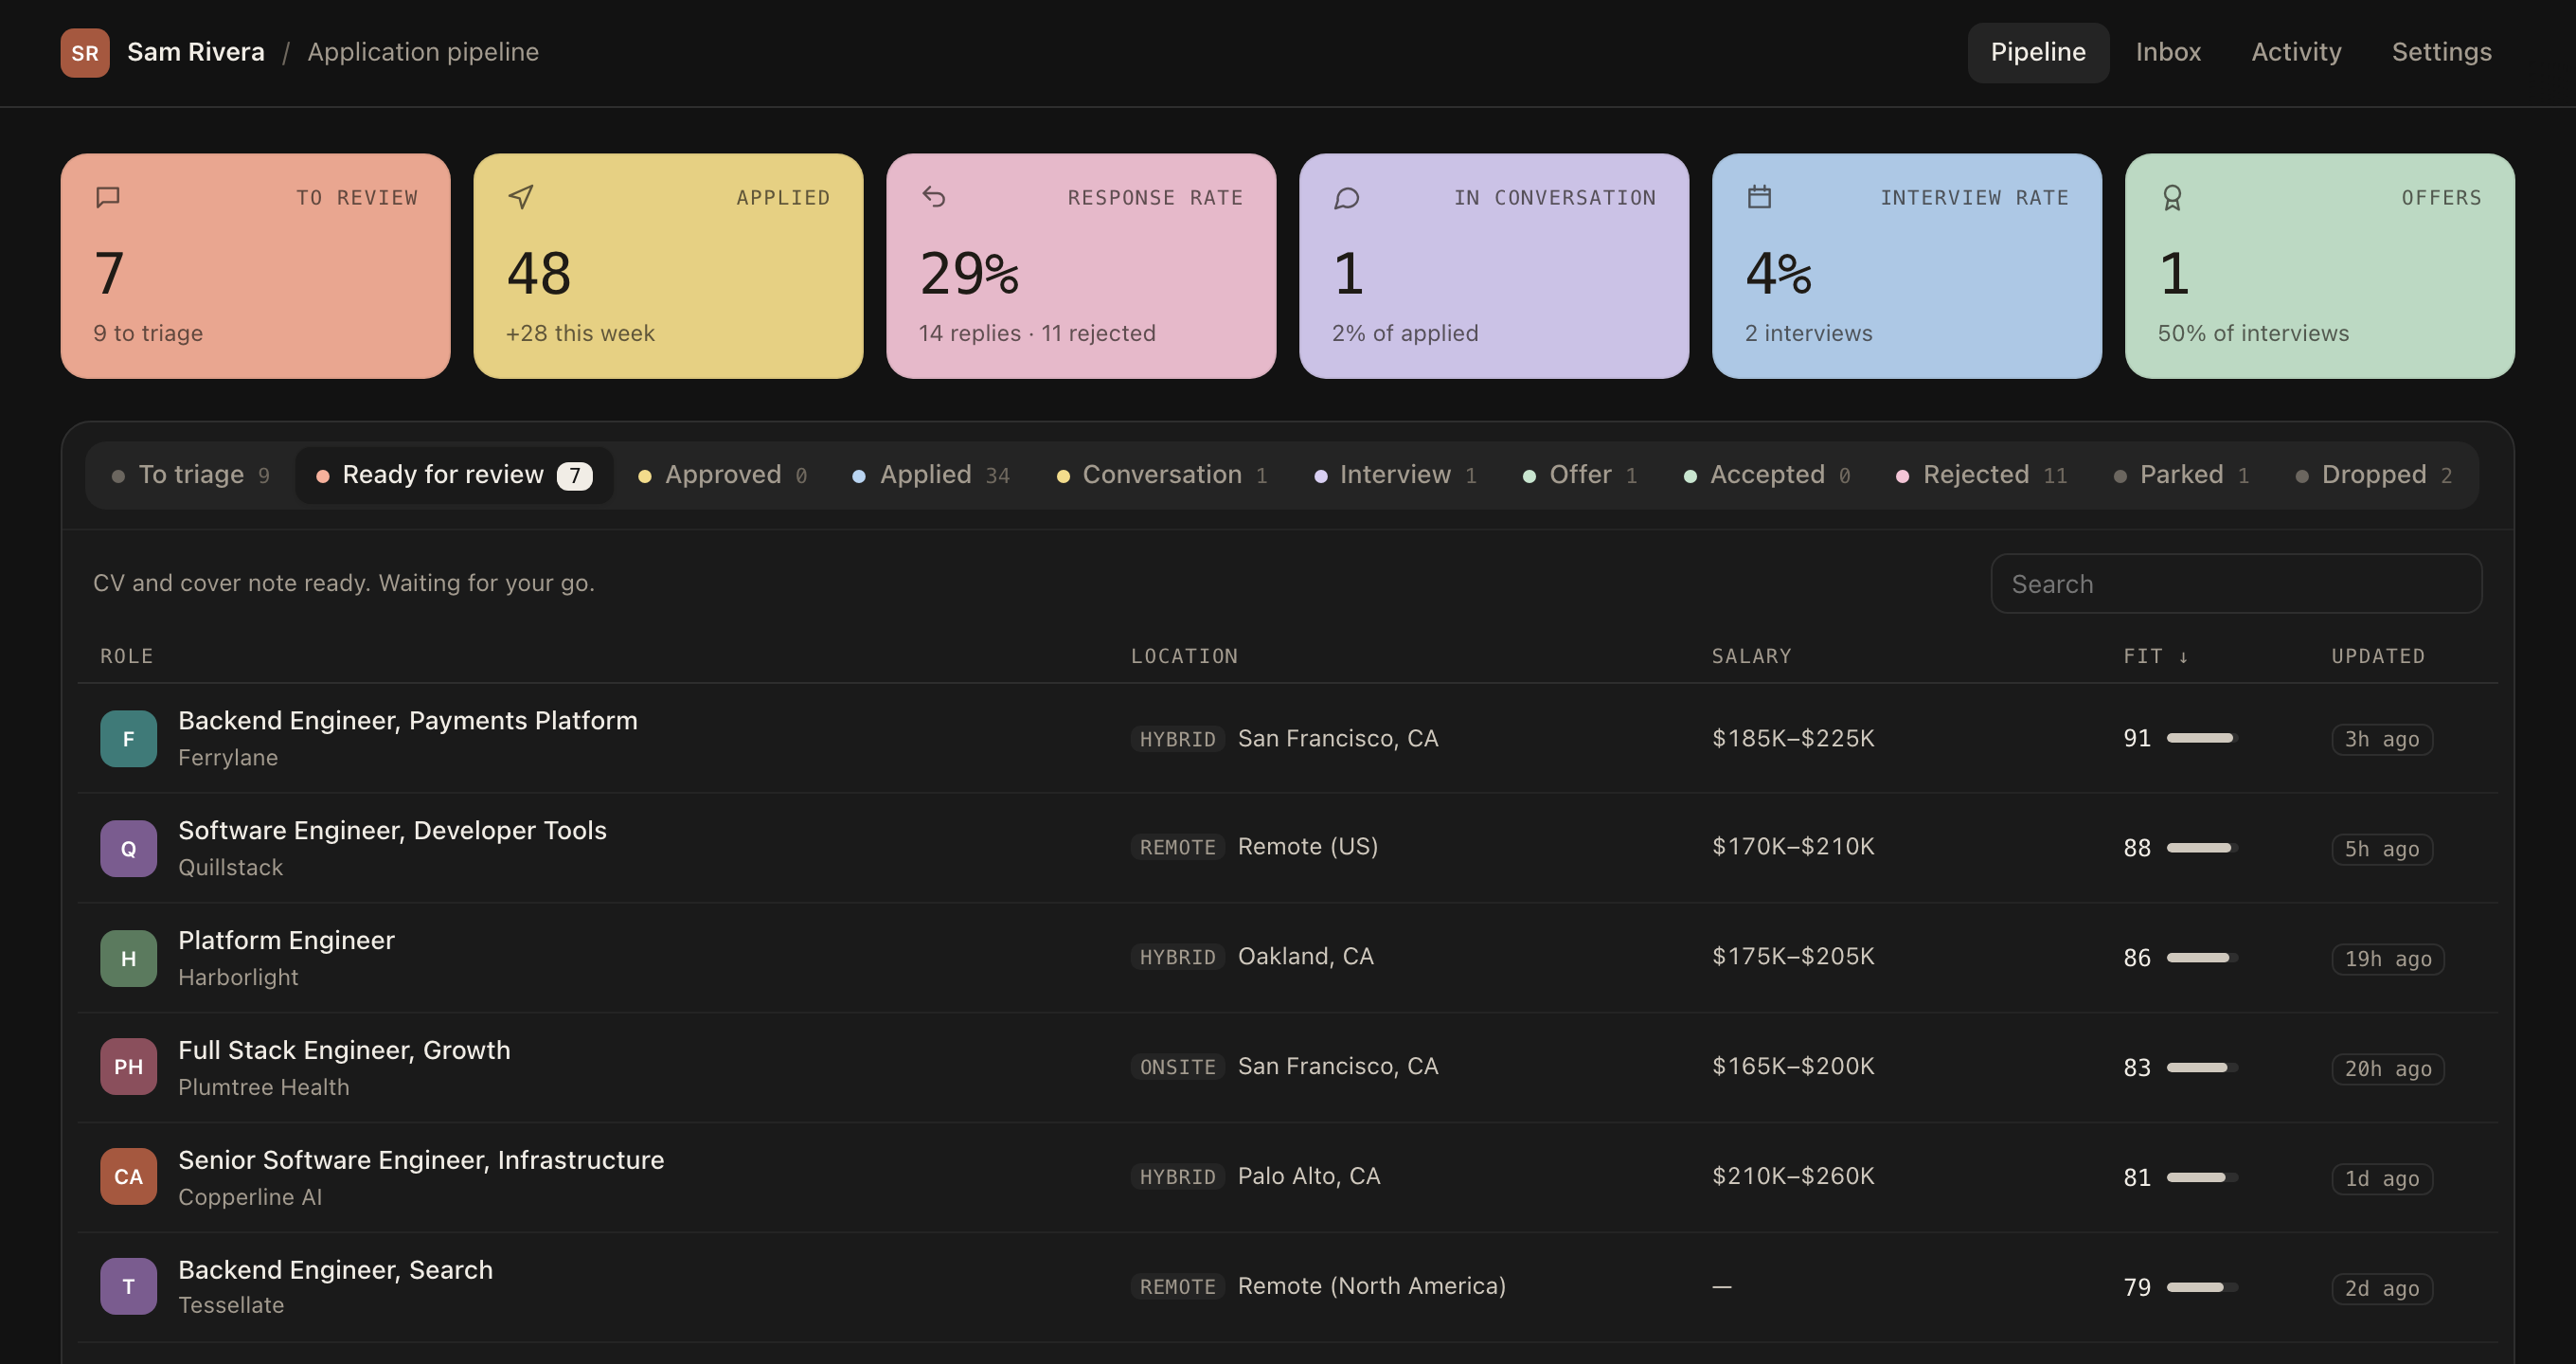 SR Sam Rivera / Application pipeline Pipeline Inbox Activity Settings
TO REVIEW
7
9 to triage
APPLIED
48
+28 this week
RESPONSE RATE
29%
14 replies · 11 rejected
IN CONVERSATION
1
2% of applied
INTERVIEW RATE
4%
2 interviews
OFFERS
1
50% of interviews
To triage 9 Ready for review 7 Approved 0 Applied 34 Conversation 1 Interview 1 Offer 1 Accepted 0 Rejected 11 Parked 1 Dropped 2
CV and cover note ready. Waiting for your go. Search
ROLE LOCATION SALARY FIT ↓ UPDATED
F Backend Engineer, Payments Platform
Ferrylane
HYBRID San Francisco, CA $185K–$225K 91 3h ago
Q Software Engineer, Developer Tools
Quillstack
REMOTE Remote (US) $170K–$210K 88 5h ago
H Platform Engineer
Harborlight
HYBRID Oakland, CA $175K–$205K 86 19h ago
PH Full Stack Engineer, Growth
Plumtree Health
ONSITE San Francisco, CA $165K–$200K 83 20h ago
CA Senior Software Engineer, Infrastructure
Copperline AI
HYBRID Palo Alto, CA $210K–$260K 81 1d ago
T Backend Engineer, Search
Tessellate
REMOTE Remote (North America) — 79 2d ago